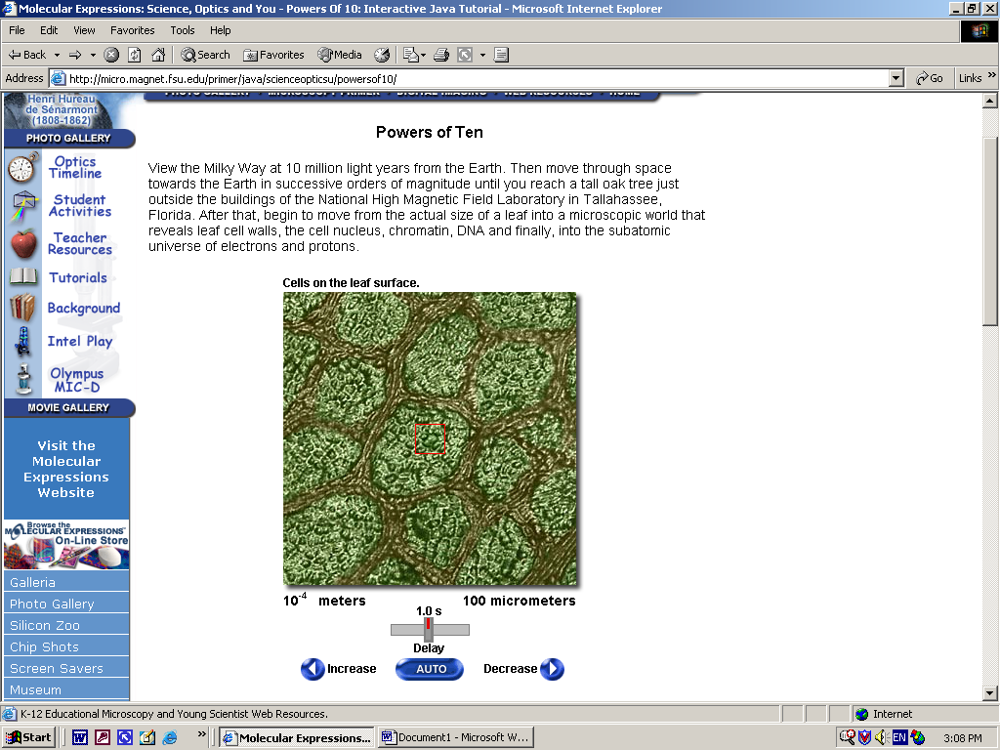 Molecular Expressions: Science, Optics and You - Powers Of 10: Interactive Java Tutorial - Microsoft Internet Explorer
File Edit View Favorites Tools Help
Back Search Favorites Media
Address http://micro.magnet.fsu.edu/primer/java/scienceopticsu/powersof10/ Go Links »
Henri Hureau
de Sénarmont
(1808-1862)
PHOTO GALLERY
Optics
Timeline
Student
Activities
Teacher
Resources
Tutorials
Background
Intel Play
Olympus
MIC-D
MOVIE GALLERY
Visit the
Molecular
Expressions
Website
Browse the
MOLECULAR EXPRESSIONS™
On-Line Store
Galleria
Photo Gallery
Silicon Zoo
Chip Shots
Screen Savers
Museum
PHOTO GALLERY MICROSCOPY PRIMER DIGITAL IMAGING WEB RESOURCES HOME
Powers of Ten
View the Milky Way at 10 million light years from the Earth. Then move through space
towards the Earth in successive orders of magnitude until you reach a tall oak tree just
outside the buildings of the National High Magnetic Field Laboratory in Tallahassee,
Florida. After that, begin to move from the actual size of a leaf into a microscopic world that
reveals leaf cell walls, the cell nucleus, chromatin, DNA and finally, into the subatomic
universe of electrons and protons.
Cells on the leaf surface.
10-4 meters 100 micrometers
1.0 s
Delay
Increase AUTO Decrease
K-12 Educational Microscopy and Young Scientist Web Resources. Internet
Start » Molecular Expressions... Document1 - Microsoft W... EN 3:08 PM